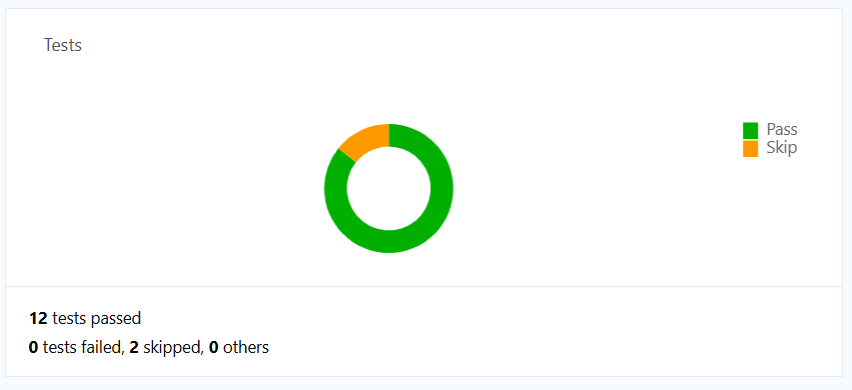 Tests
Pass
Skip
12 tests passed
0 tests failed, 2 skipped, 0 others